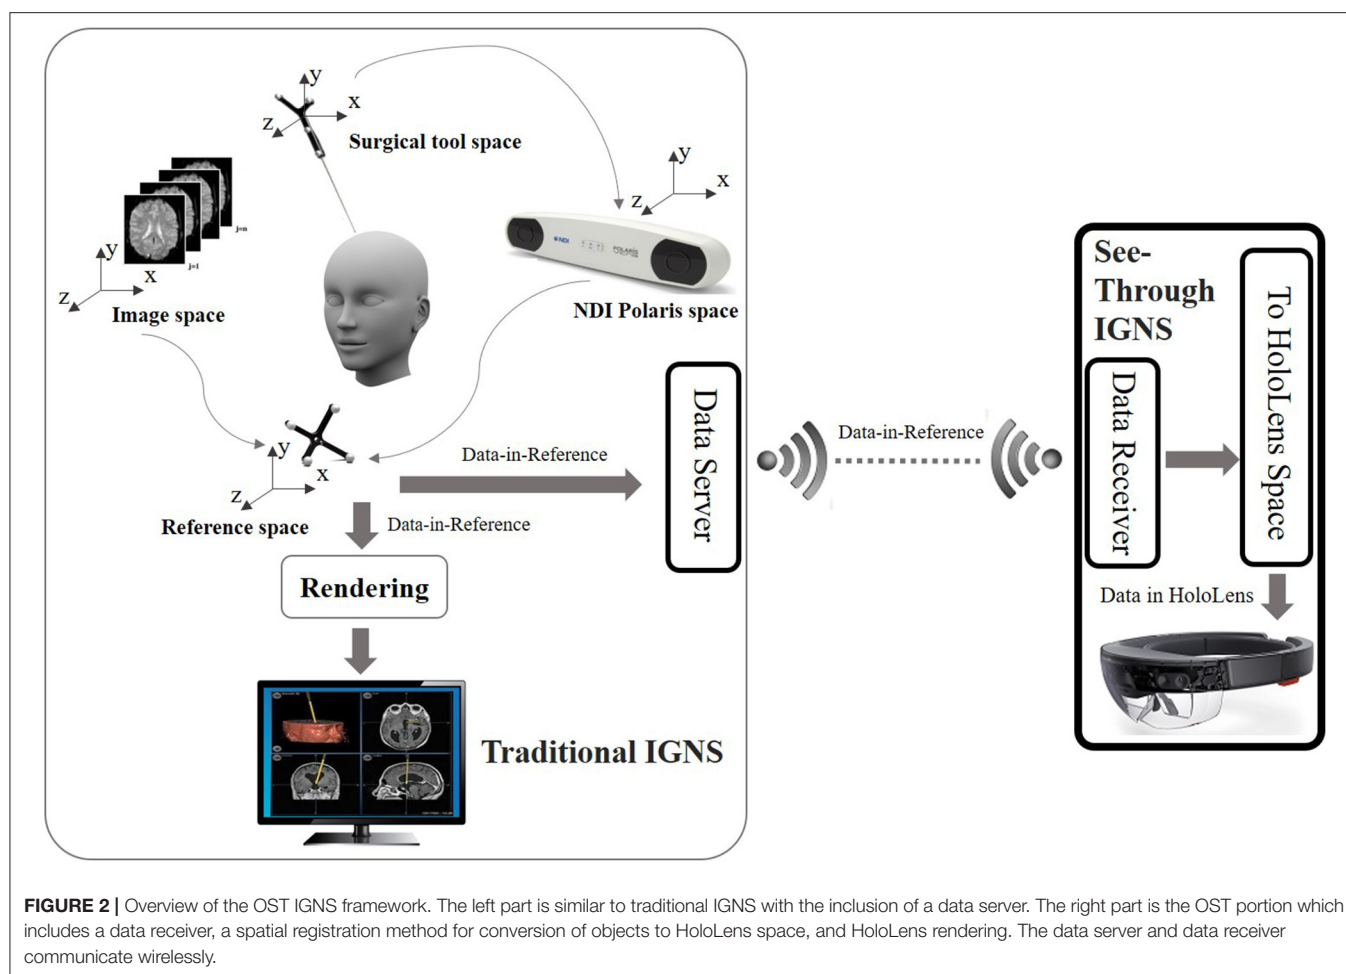 y
x
z
Surgical tool space
y
x
z
j=n
j=1
y
x
z
Image space
NDI
POLARIS
NDI Polaris space
See-
Through
IGNS
To HoloLens Space
Data Receiver
Data Server
Data-in-Reference
y
x
z
Reference space
Data-in-Reference
Data-in-Reference
Rendering
Data in HoloLens
Traditional IGNS
FIGURE 2 | Overview of the OST IGNS framework. The left part is similar to traditional IGNS with the inclusion of a data server. The right part is the OST portion which
includes a data receiver, a spatial registration method for conversion of objects to HoloLens space, and HoloLens rendering. The data server and data receiver
communicate wirelessly.